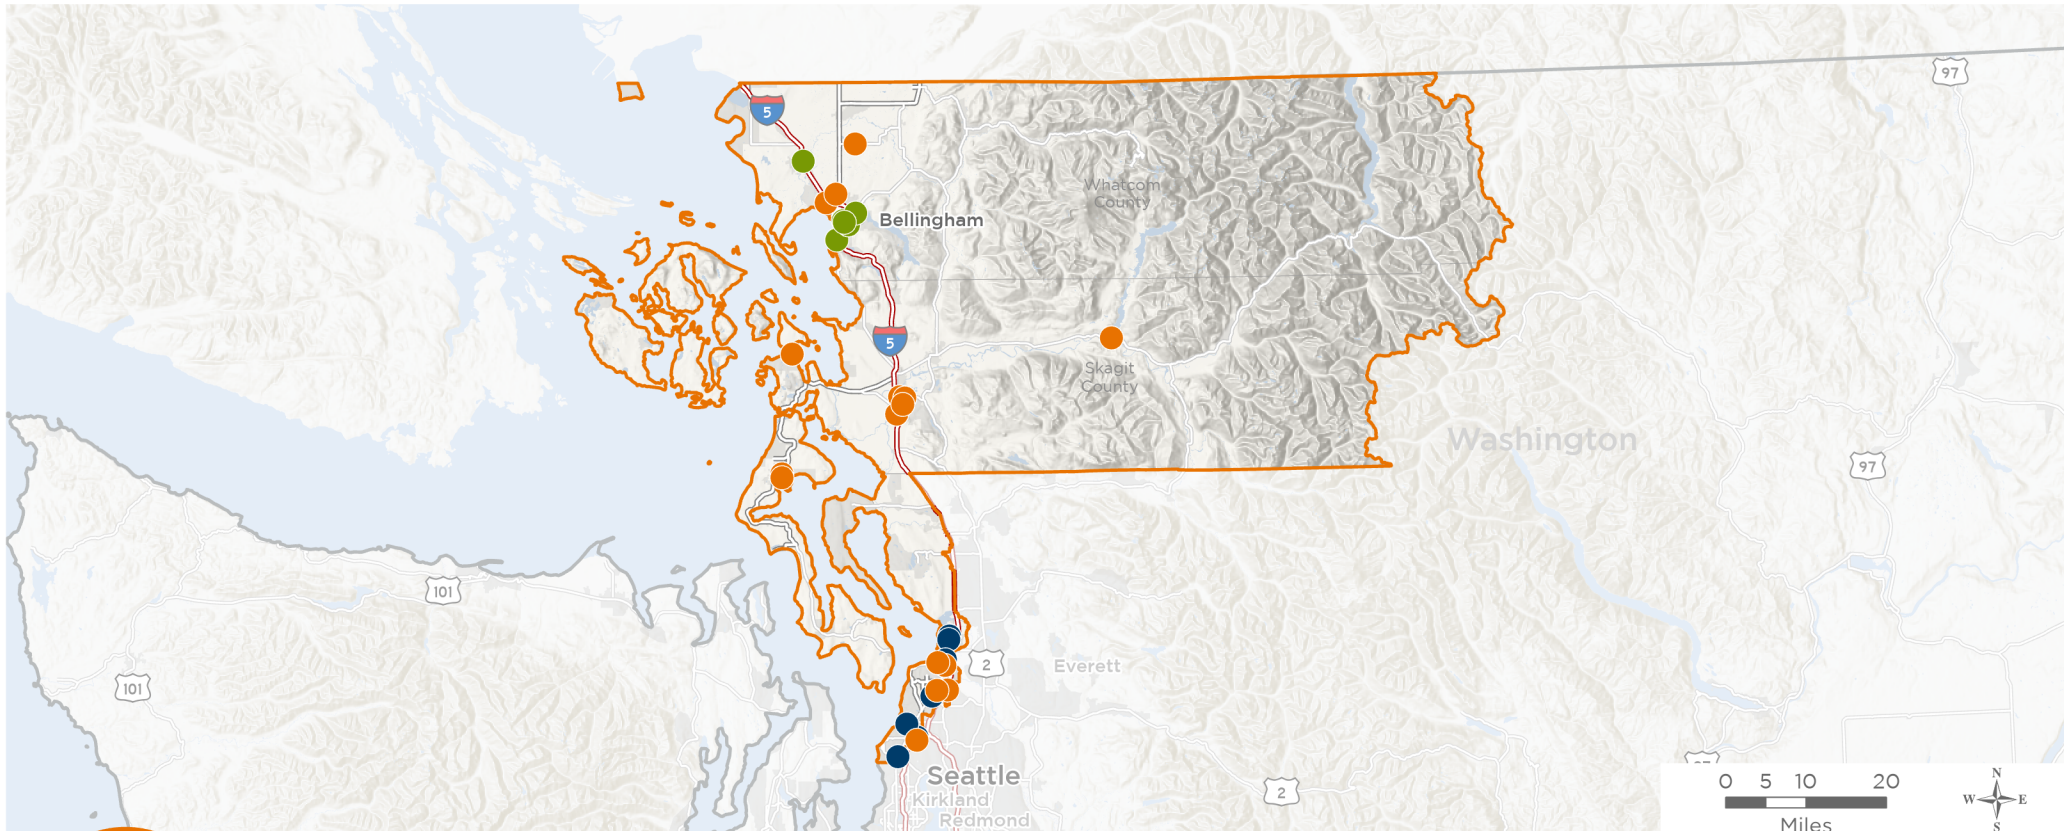 97
5
Whatcom
County
Bellingham
5
Skagit
County
Washington
97
101
2
Everett
101
Seattle
Kirkland
Redmond
2
0 5 10 20
Miles
N
W E
S